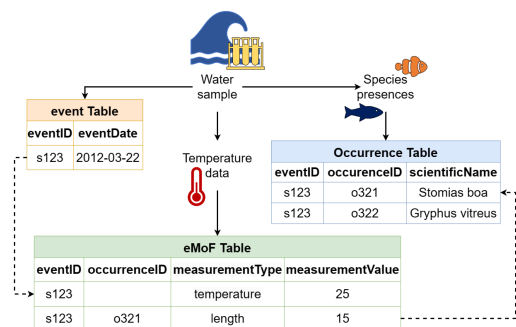 Water
sample
Species
presences
event Table
eventID eventDate
s123 2012-03-22
Temperature
data
Occurrence Table
eventID occurenceID scientificName
s123 o321 Stomias boa
s123 o322 Gryphus vitreus
eMoF Table
eventID occurrenceID measurementType measurementValue
s123 temperature 25
s123 o321 length 15